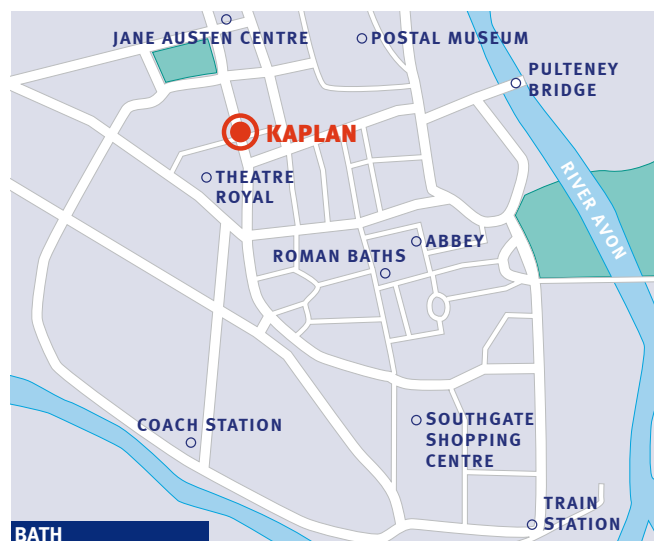 JANE AUSTEN CENTRE
POSTAL MUSEUM
PULTENEY
BRIDGE
KAPLAN
THEATRE
ROYAL
RIVER AVON
ABBEY
ROMAN BATHS
COACH STATION
SOUTHGATE
SHOPPING
CENTRE
TRAIN
STATION
BATH